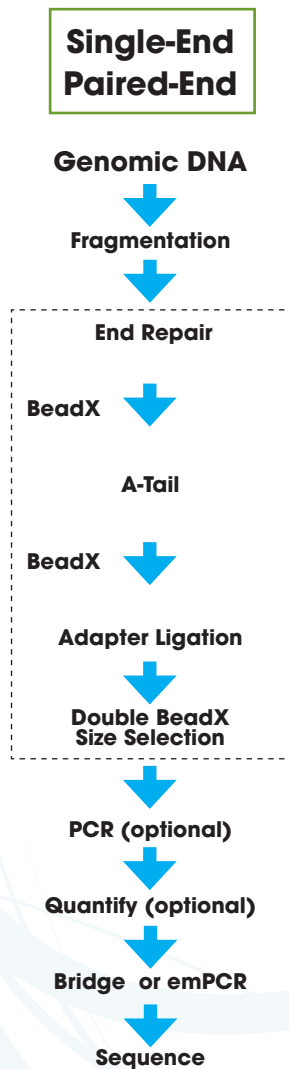 Single-End
Paired-End
Genomic DNA
Fragmentation
End Repair
BeadX
A-Tail
BeadX
Adapter Ligation
Double BeadX
Size Selection
PCR (optional)
Quantify (optional)
Bridge or emPCR
Sequence